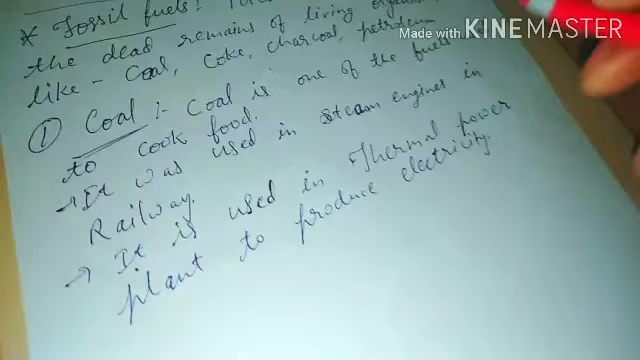 Made with KINEMASTER
* Fossil fuels:
the dead remains of living
like - Coal, Coke, charcoal, petroleum
① Coal :- Coal is one of the fuels
to cook food.
→ It was used in steam engines in
Railway.
→ It is used in Thermal power
plant to produce electricity.